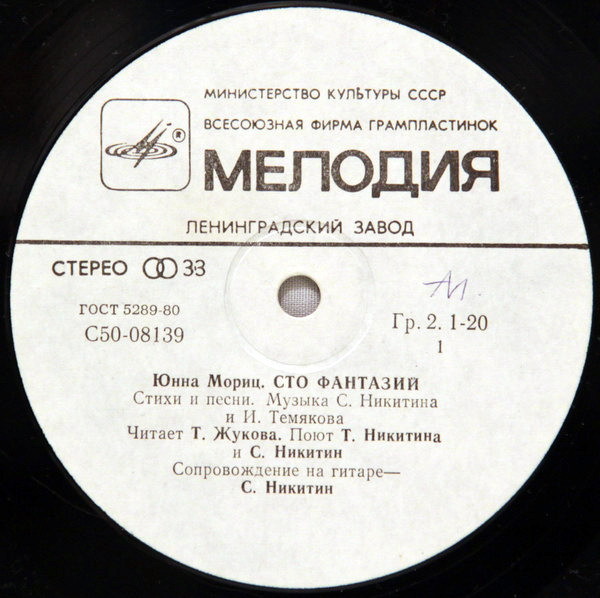 МИНИСТЕРСТВО КУЛЬТУРЫ СССР
ВСЕСОЮЗНАЯ ФИРМА ГРАМПЛАСТИНОК
®
МЕЛОДИЯ
ЛЕНИНГРАДСКИЙ ЗАВОД
СТЕРЕО 33
ГОСТ 5289-80
С50-08139
Гр. 2. 1-20
1
Юнна Мориц. СТО ФАНТАЗИЙ
Стихи и песни. Музыка С. Никитина
и И. Темякова
Читает Т. Жукова. Поют Т. Никитина
и С. Никитин
Сопровождение на гитаре—
С. Никитин